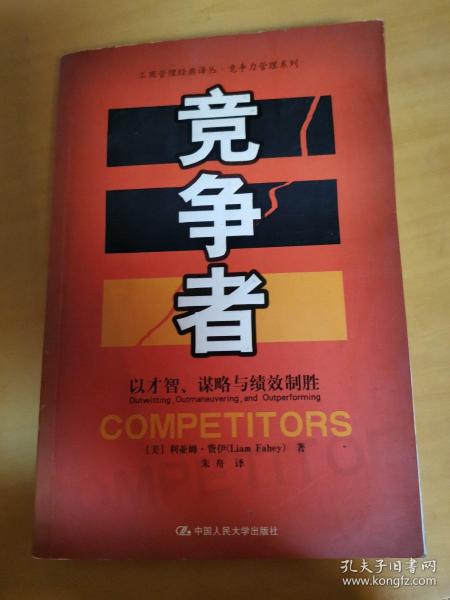 工商管理经典译丛·竞争力管理系列
竞争者
以才智、谋略与绩效制胜
Outwitting, Outmaneuvering, and Outperforming
COMPETITORS
[美] 利亚姆·费伊(Liam Fahey) 著
朱舟 译
中国人民大学出版社
孔夫子旧书网
www.kongfz.com